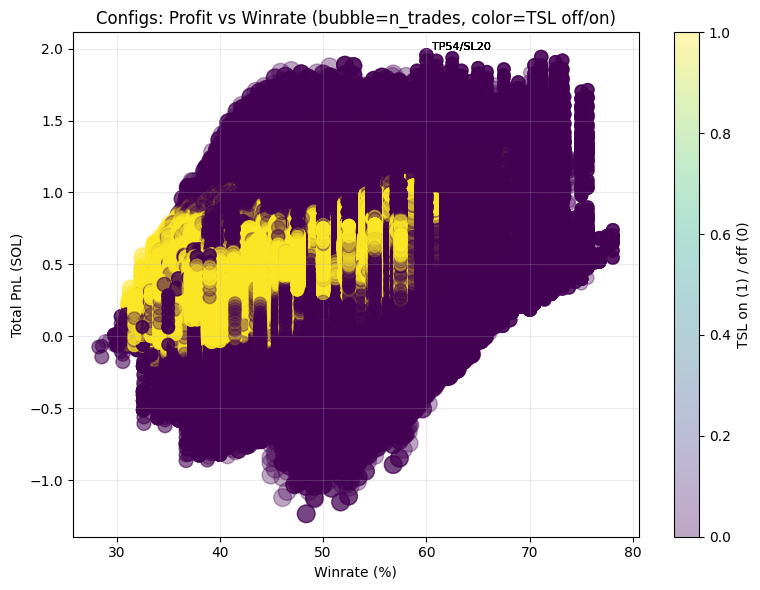 Configs: Profit vs Winrate (bubble=n_trades, color=TSL off/on)
TP54/SL20
2.0
1.5
1.0
0.5
0.0
−0.5
−1.0
Total PnL (SOL)
30 40 50 60 70 80
Winrate (%)
1.0
0.8
0.6
0.4
0.2
0.0
TSL on (1) / off (0)